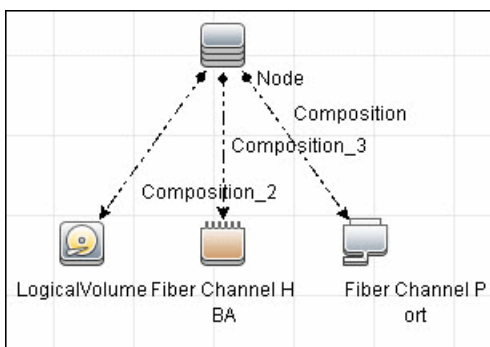 Node
Composition
Composition_3
Composition_2
LogicalVolume
Fiber Channel H
BA
Fiber Channel P
ort